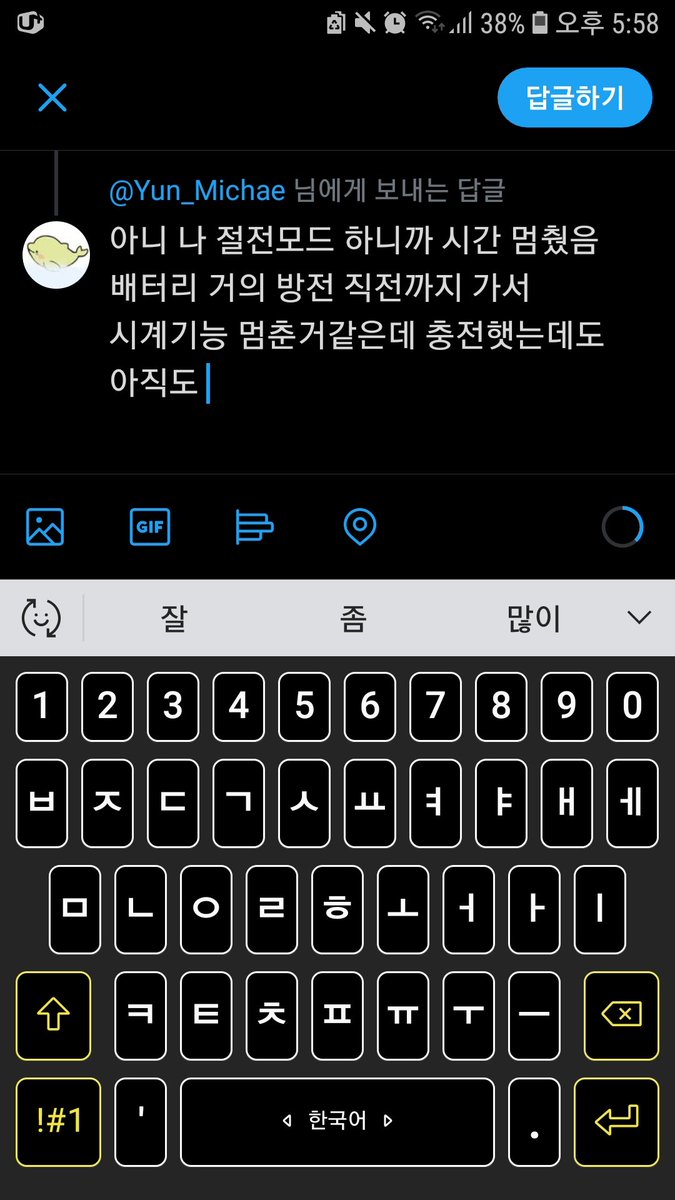 38% 오후 5:58
답글하기
@Yun_Michae 님에게 보내는 답글
아니 나 절전모드 하니까 시간 멈췄음
배터리 거의 방전 직전까지 가서
시계기능 멈춘거같은데 충전햇는데도
아직도
GIF
잘 좀 많이
1 2 3 4 5 6 7 8 9 0
ㅂ ㅈ ㄷ ㄱ ㅅ ㅛ ㅕ ㅑ ㅐ ㅔ
ㅁ ㄴ ㅇ ㄹ ㅎ ㅗ ㅓ ㅏ ㅣ
ㅋ ㅌ ㅊ ㅍ ㅠ ㅜ ㅡ
!#1 ' 한국어 .